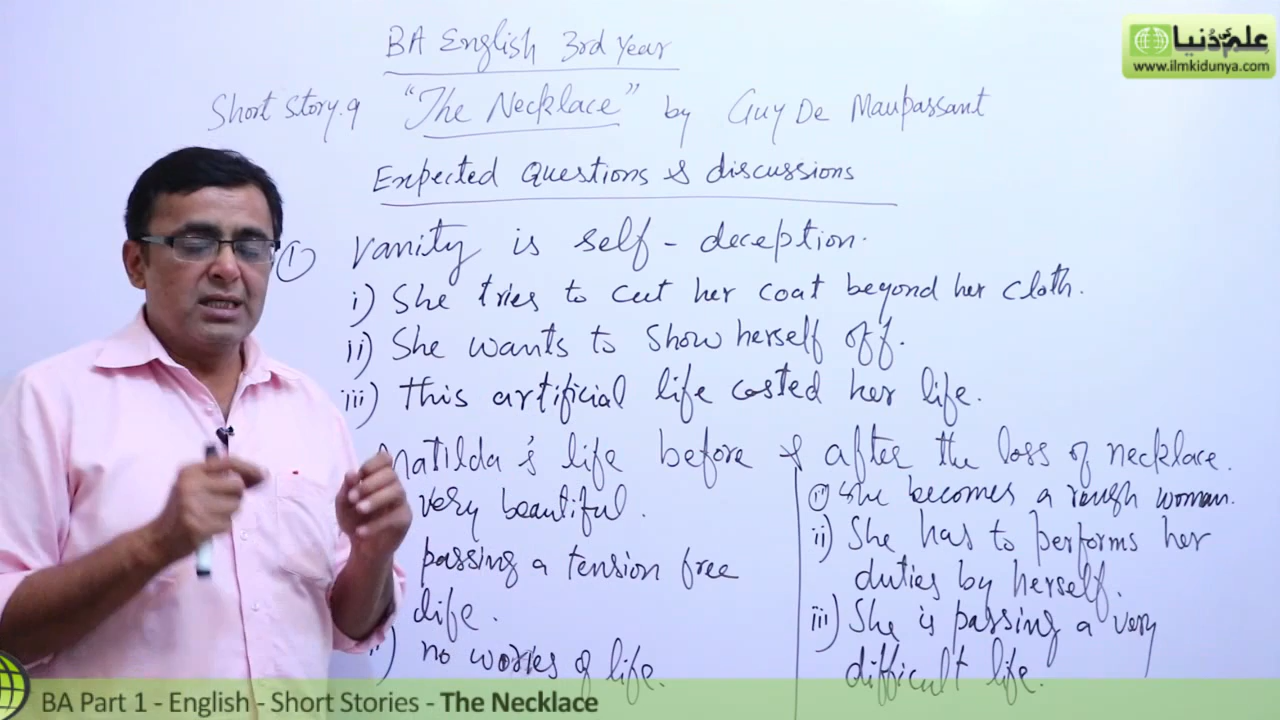 BA English 3rd Year
علم کی دُنیا
www.ilmkidunya.com
Short Story.9 "The Necklace" by Guy De Maupassant
Expected Questions & discussions
① Vanity is self-deception.
i) She tries to cut her coat beyond her cloth.
ii) She wants to show herself off.
iii) This artificial life costed her life.
Matilda's life before & after the loss of necklace.
very beautiful.
passing a tension free
life.
no worries of life.
i) She becomes a rough woman.
ii) She has to performs her
duties by herself.
iii) She is passing a very
difficult life.
BA Part 1 - English - Short Stories - The Necklace